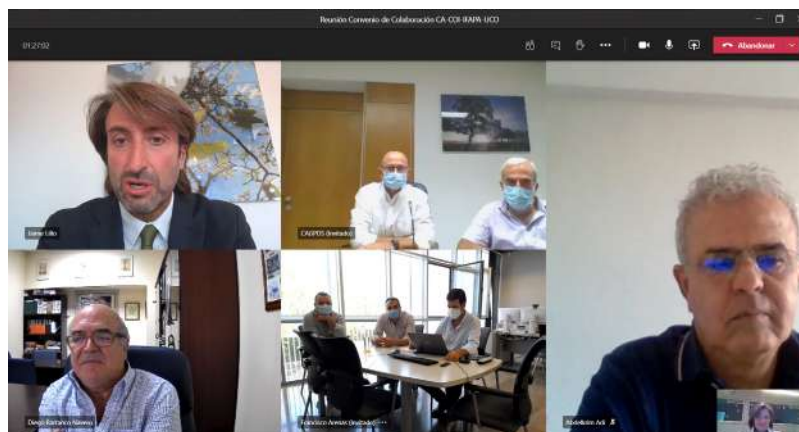 Reunión Convenio de Colaboración CA-COI-IFAPA-UCO
01:27:02
Abandonar
Jaime Lillo
CAGPDS (Invitado)
Diego Barranco Navero
Francisco Arenas (Invitado)
Abdelkrim Adi